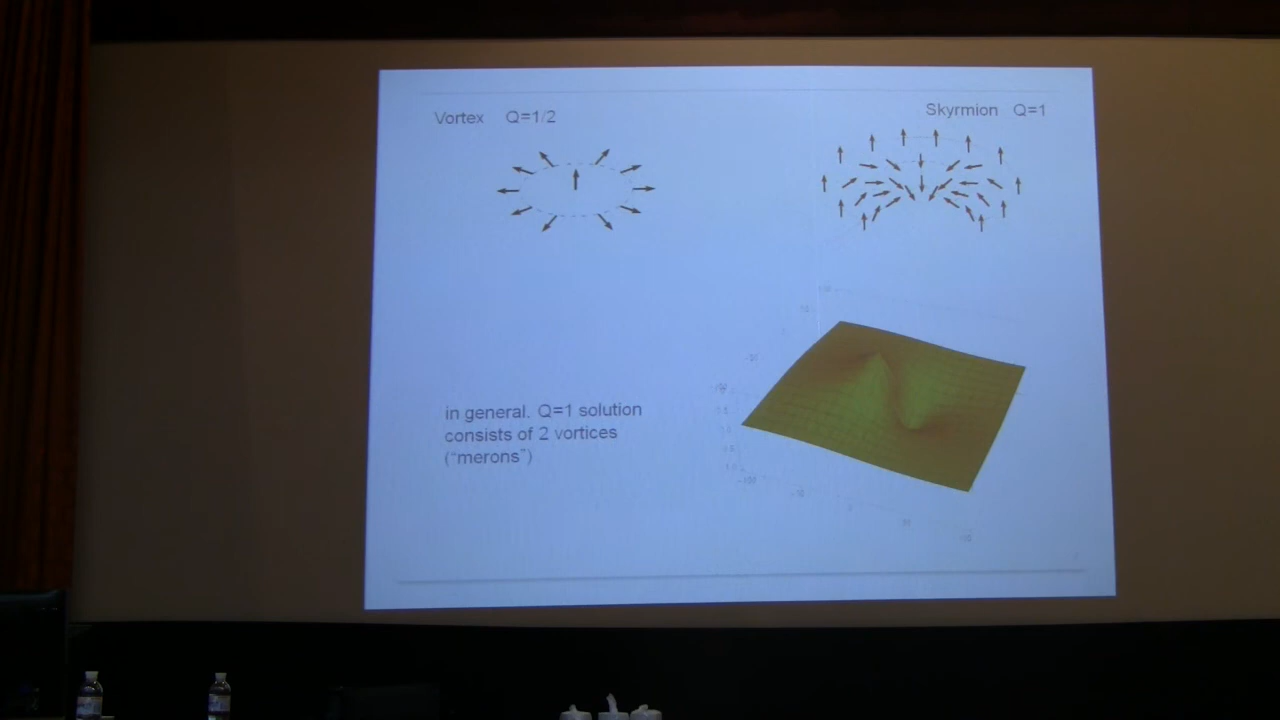 Vortex Q=1/2
Skyrmion Q=1
in general. Q=1 solution
consists of 2 vortices
("merons")